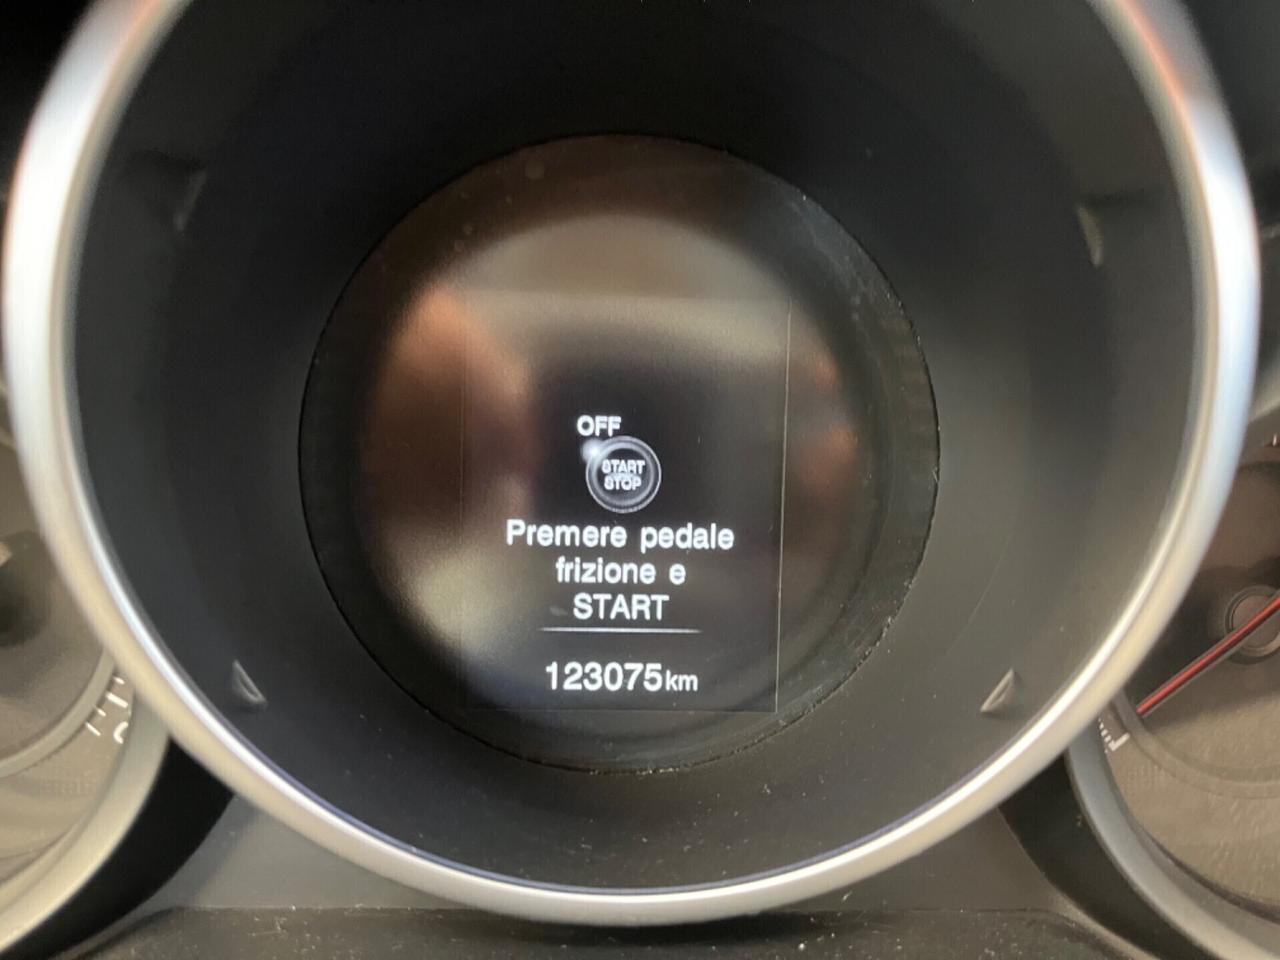 OFF
START
STOP
Premere pedale
frizione e
START
123075km